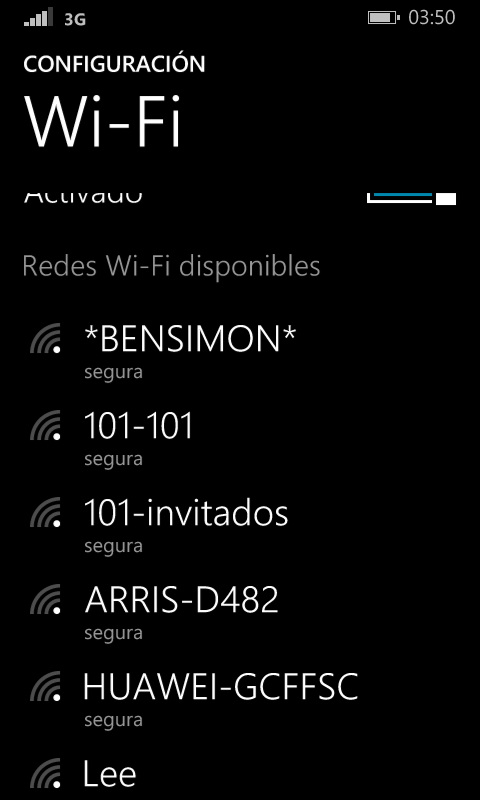 3G 03:50
CONFIGURACIÓN
Wi-Fi
Activado
Redes Wi-Fi disponibles
*BENSIMON*
segura
101-101
segura
101-invitados
segura
ARRIS-D482
segura
HUAWEI-GCFFSC
segura
Lee